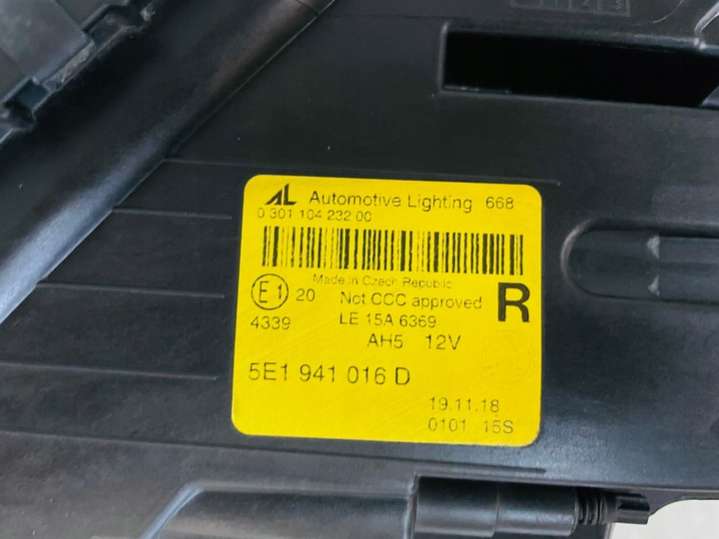 AL Automotive Lighting 668
0 301 104 232 00
Made in Czech Republic
E1 20 Not CCC approved R
4339 LE 15A 6369
AH5 12V
5E1 941 016 D
19.11.18
0101 15S